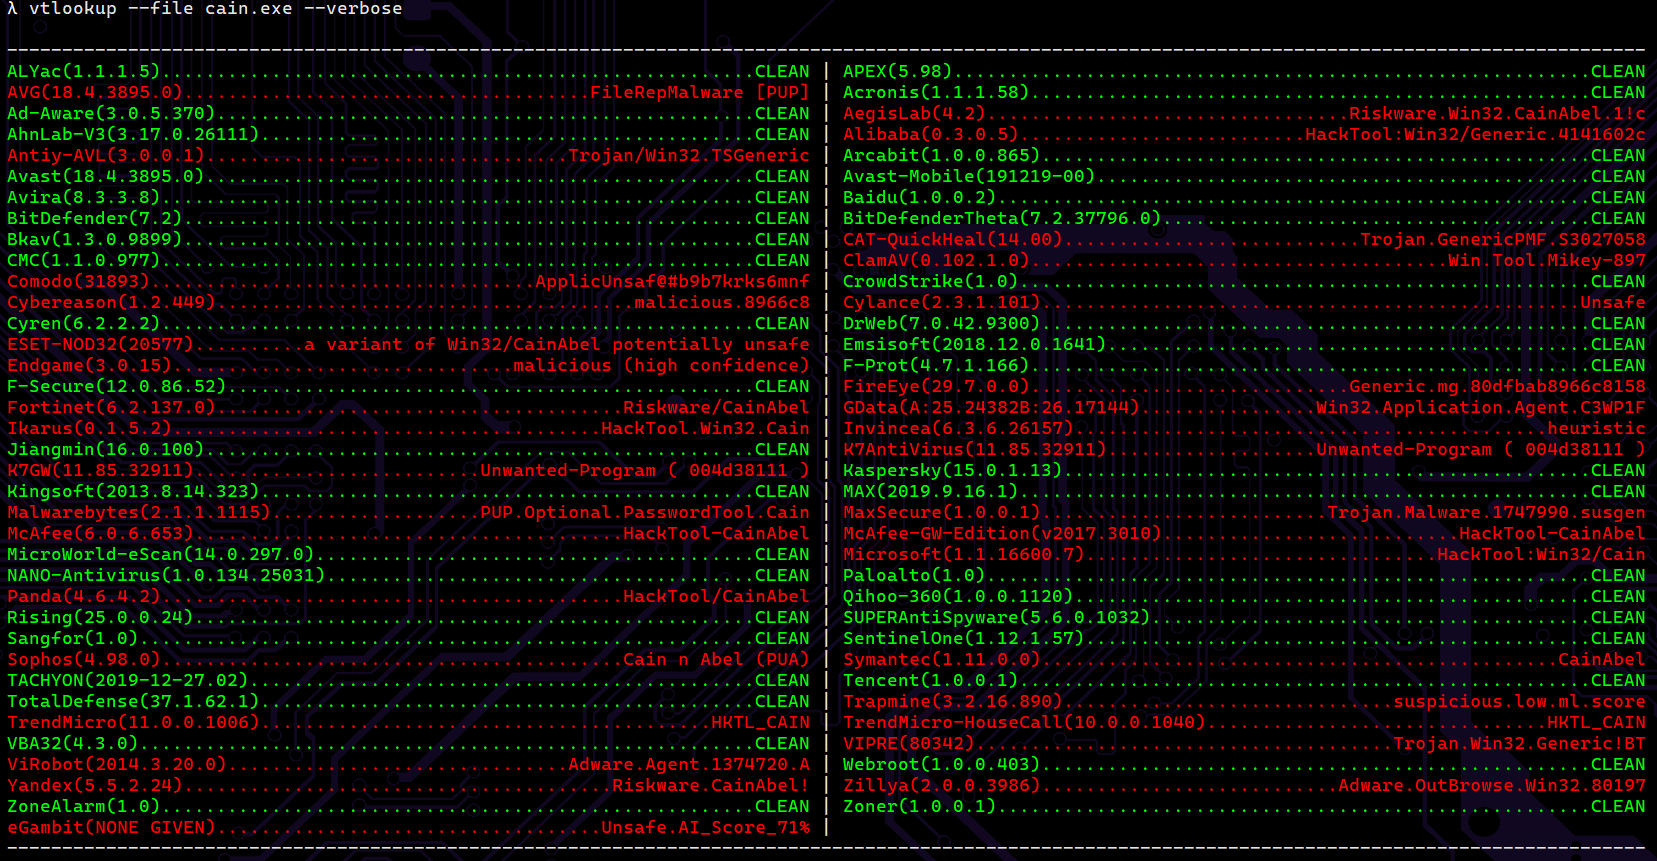 λ vtlookup --file cain.exe --verbose
-----------------------------------------------------------------------------------------------------------------------------------------------------
ALYac(1.1.1.5)......................................................CLEAN | APEX(5.98)..........................................................CLEAN
AVG(18.4.3895.0).....................................FileRepMalware [PUP] | Acronis(1.1.1.58)...................................................CLEAN
Ad-Aware(3.0.5.370).................................................CLEAN | AegisLab(4.2).................................Riskware.Win32.CainAbel.1!c
AhnLab-V3(3.17.0.26111).............................................CLEAN | Alibaba(0.3.0.5)..........................HackTool:Win32/Generic.4141602c
Antiy-AVL(3.0.0.1).................................Trojan/Win32.TSGeneric | Arcabit(1.0.0.865)..................................................CLEAN
Avast(18.4.3895.0)..................................................CLEAN | Avast-Mobile(191219-00).............................................CLEAN
Avira(8.3.3.8)......................................................CLEAN | Baidu(1.0.0.2)......................................................CLEAN
BitDefender(7.2)....................................................CLEAN | BitDefenderTheta(7.2.37796.0).......................................CLEAN
Bkav(1.3.0.9899)....................................................CLEAN | CAT-QuickHeal(14.00)...........................Trojan.GenericPMF.S3027058
CMC(1.1.0.977)......................................................CLEAN | ClamAV(0.102.1.0)......................................Win.Tool.Mikey-897
Comodo(31893)...................................ApplicUnsaf@#b9b7krks6mnf | CrowdStrike(1.0)....................................................CLEAN
Cybereason(1.2.449)......................................malicious.8966c8 | Cylance(2.3.1.101).................................................Unsafe
Cyren(6.2.2.2)......................................................CLEAN | DrWeb(7.0.42.9300)..................................................CLEAN
ESET-NOD32(20577)..........a variant of Win32/CainAbel potentially unsafe | Emsisoft(2018.12.0.1641)............................................CLEAN
Endgame(3.0.15)...............................malicious (high confidence) | F-Prot(4.7.1.166)...................................................CLEAN
F-Secure(12.0.86.52)................................................CLEAN | FireEye(29.7.0.0).............................Generic.mg.80dfbab8966c8158
Fortinet(6.2.137.0).....................................Riskware/CainAbel | GData(A:25.24382B:26.17144)................Win32.Application.Agent.C3WP1F
Ikarus(0.1.5.2).......................................HackTool.Win32.Cain | Invincea(6.3.6.26157)...........................................heuristic
Jiangmin(16.0.100)..................................................CLEAN | K7AntiVirus(11.85.32911)...................Unwanted-Program ( 004d38111 )
K7GW(11.85.32911)..........................Unwanted-Program ( 004d38111 ) | Kaspersky(15.0.1.13)................................................CLEAN
Kingsoft(2013.8.14.323).............................................CLEAN | MAX(2019.9.16.1)....................................................CLEAN
Malwarebytes(2.1.1.1115)...................PUP.Optional.PasswordTool.Cain | MaxSecure(1.0.0.1)..........................Trojan.Malware.1747990.susgen
McAfee(6.0.6.653).......................................HackTool-CainAbel | McAfee-GW-Edition(v2017.3010)...........................HackTool-CainAbel
MicroWorld-eScan(14.0.297.0)........................................CLEAN | Microsoft(1.1.16600.7)................................HackTool:Win32/Cain
NANO-Antivirus(1.0.134.25031).......................................CLEAN | Paloalto(1.0).......................................................CLEAN
Panda(4.6.4.2)..........................................HackTool/CainAbel | Qihoo-360(1.0.0.1120)...............................................CLEAN
Rising(25.0.0.24)...................................................CLEAN | SUPERAntiSpyware(5.6.0.1032)........................................CLEAN
Sangfor(1.0)........................................................CLEAN | SentinelOne(1.12.1.57)..............................................CLEAN
Sophos(4.98.0)..........................................Cain n Abel (PUA) | Symantec(1.11.0.0)...............................................CainAbel
TACHYON(2019-12-27.02)..............................................CLEAN | Tencent(1.0.0.1)....................................................CLEAN
TotalDefense(37.1.62.1).............................................CLEAN | Trapmine(3.2.16.890)..............................suspicious.low.ml.score
TrendMicro(11.0.0.1006).........................................HKTL_CAIN | TrendMicro-HouseCall(10.0.0.1040)...............................HKTL_CAIN
VBA32(4.3.0)........................................................CLEAN | VIPRE(80342)......................................Trojan.Win32.Generic!BT
ViRobot(2014.3.20.0)...............................Adware.Agent.1374720.A | Webroot(1.0.0.403)..................................................CLEAN
Yandex(5.5.2.24).......................................Riskware.CainAbel! | Zillya(2.0.0.3986)...........................Adware.OutBrowse.Win32.80197
ZoneAlarm(1.0)......................................................CLEAN | Zoner(1.0.0.1)......................................................CLEAN
eGambit(NONE GIVEN)...................................Unsafe.AI_Score_71% |
-----------------------------------------------------------------------------------------------------------------------------------------------------